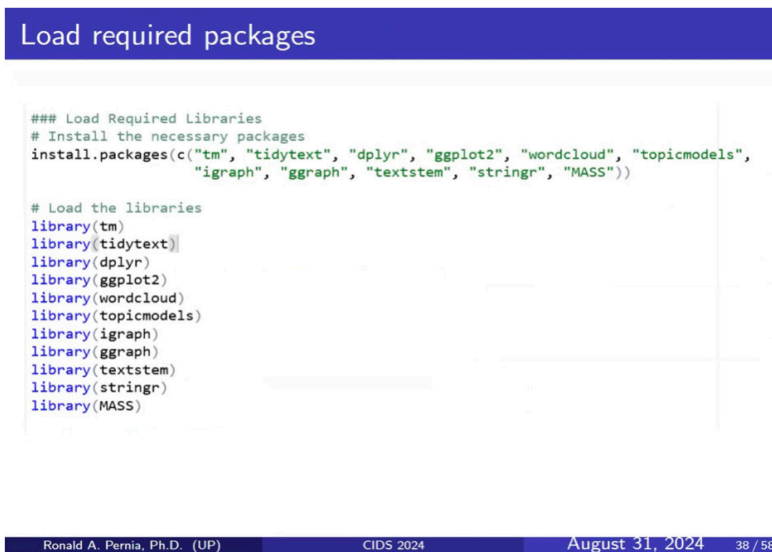 Load required packages
### Load Required Libraries
# Install the necessary packages
install.packages(c("tm", "tidytext", "dplyr", "ggplot2", "wordcloud", "topicmodels",
"igraph", "ggraph", "textstem", "stringr", "MASS"))
# Load the libraries
library(tm)
library(tidytext)
library(dplyr)
library(ggplot2)
library(wordcloud)
library(topicmodels)
library(igraph)
library(ggraph)
library(textstem)
library(stringr)
library(MASS)
Ronald A. Pernia, Ph.D. (UP) CIDS 2024 August 31, 2024 38 / 58